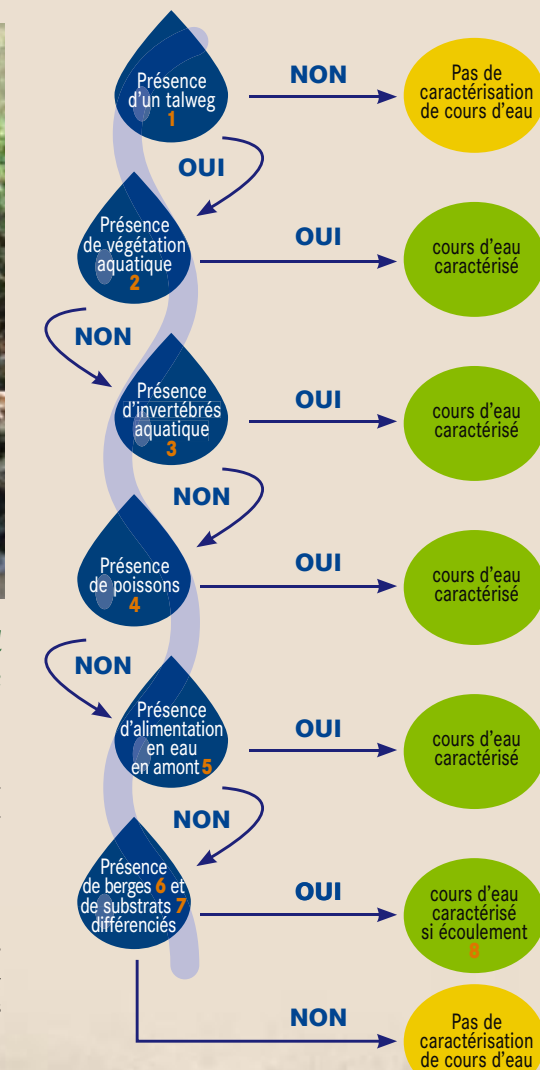 Présence
d'un talweg
1
NON
Pas de
caractérisation
de cours d'eau
OUI
Présence
de végétation
aquatique
2
OUI
cours d'eau
caractérisé
NON
Présence
d'invertébrés
aquatique
3
OUI
cours d'eau
caractérisé
NON
Présence
de poissons
4
OUI
cours d'eau
caractérisé
NON
Présence
d'alimentation
en eau
en amont 5
OUI
cours d'eau
caractérisé
NON
Présence
de berges 6 et
de substrats 7
différenciés
OUI
cours d'eau
caractérisé
si écoulement
8
NON
Pas de
caractérisation
de cours d'eau